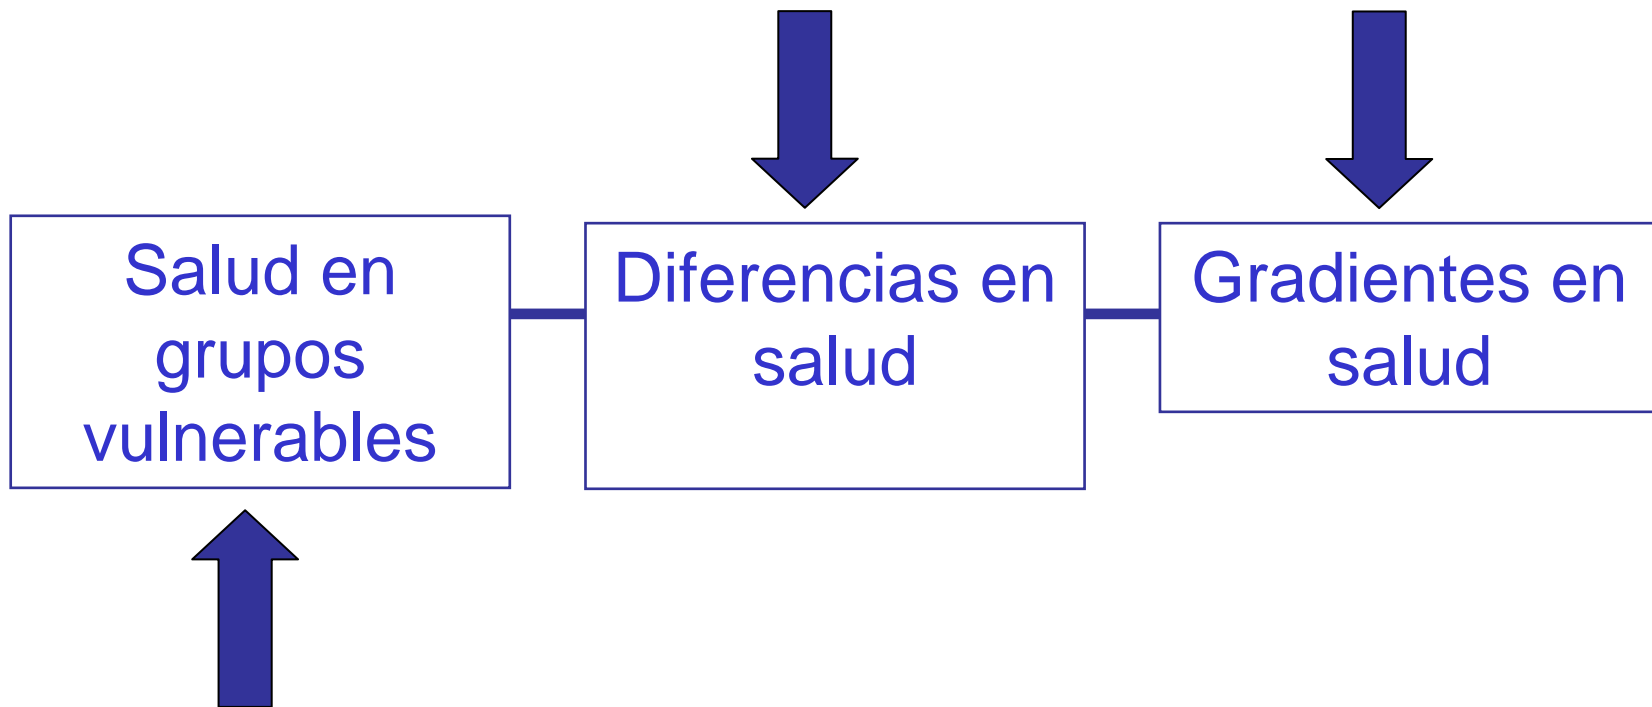 Salud en
grupos
vulnerables
Diferencias en
salud
Gradientes en
salud